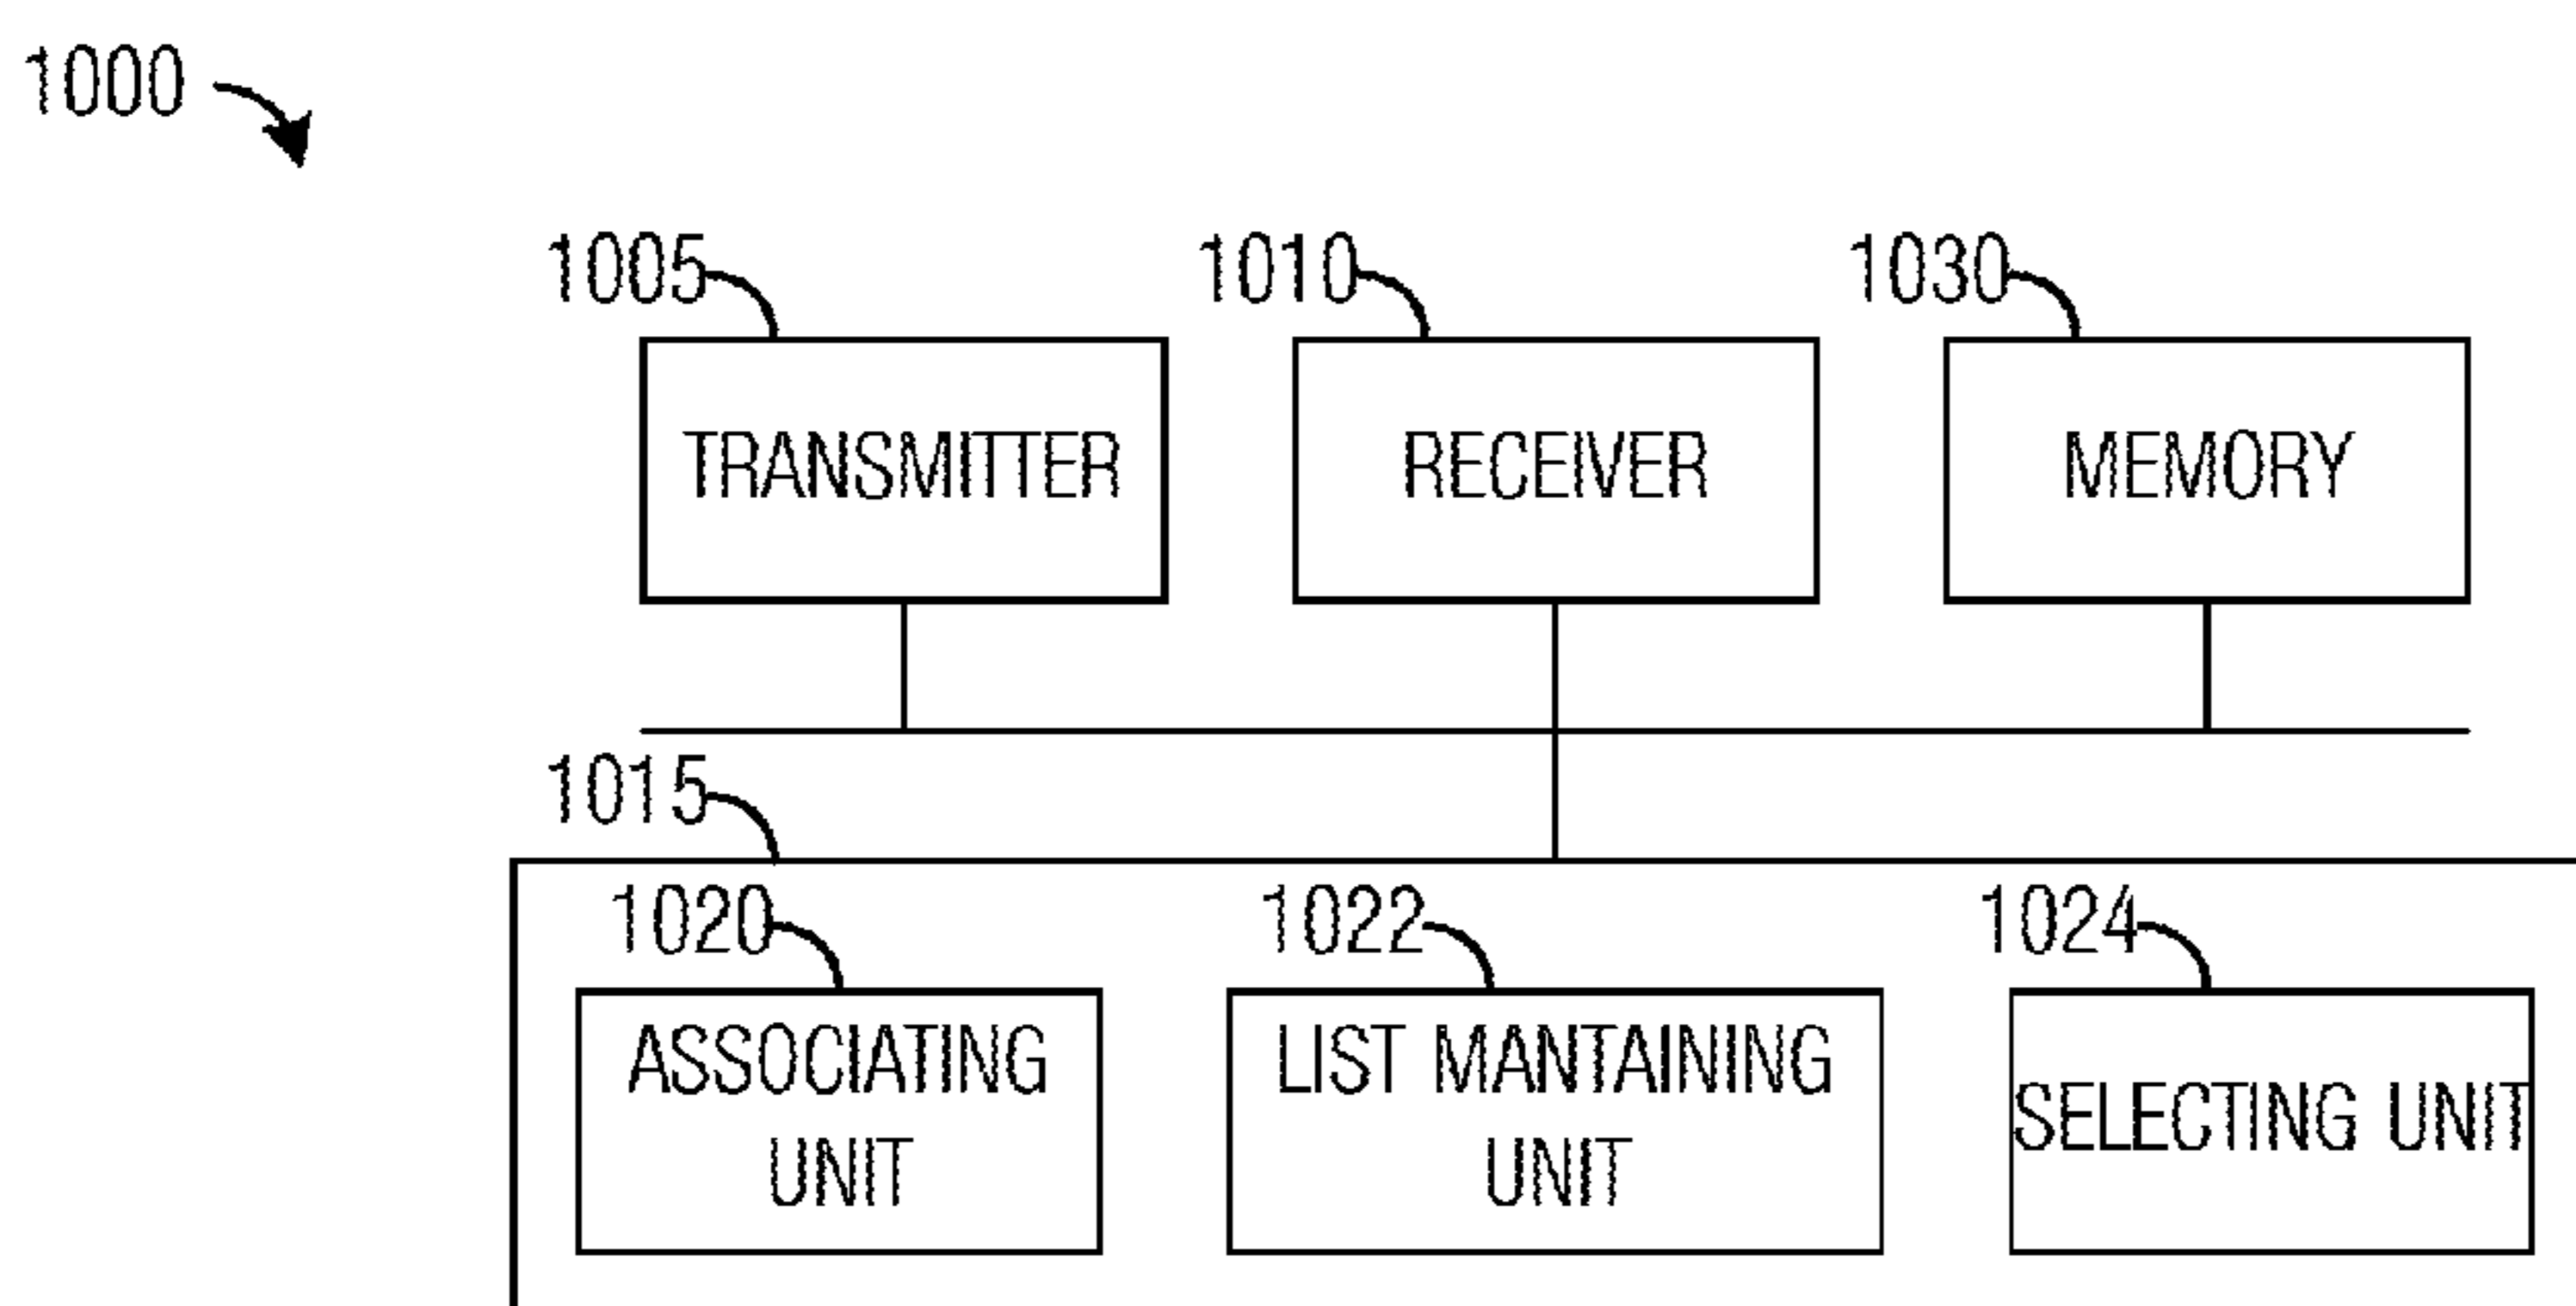 1000
1005
1010
1030
TRANSMITTER
RECEIVER
MEMORY
1015
1020
1022
1024
ASSOCIATING
UNIT
LIST MANTAINING
UNIT
SELECTING UNIT